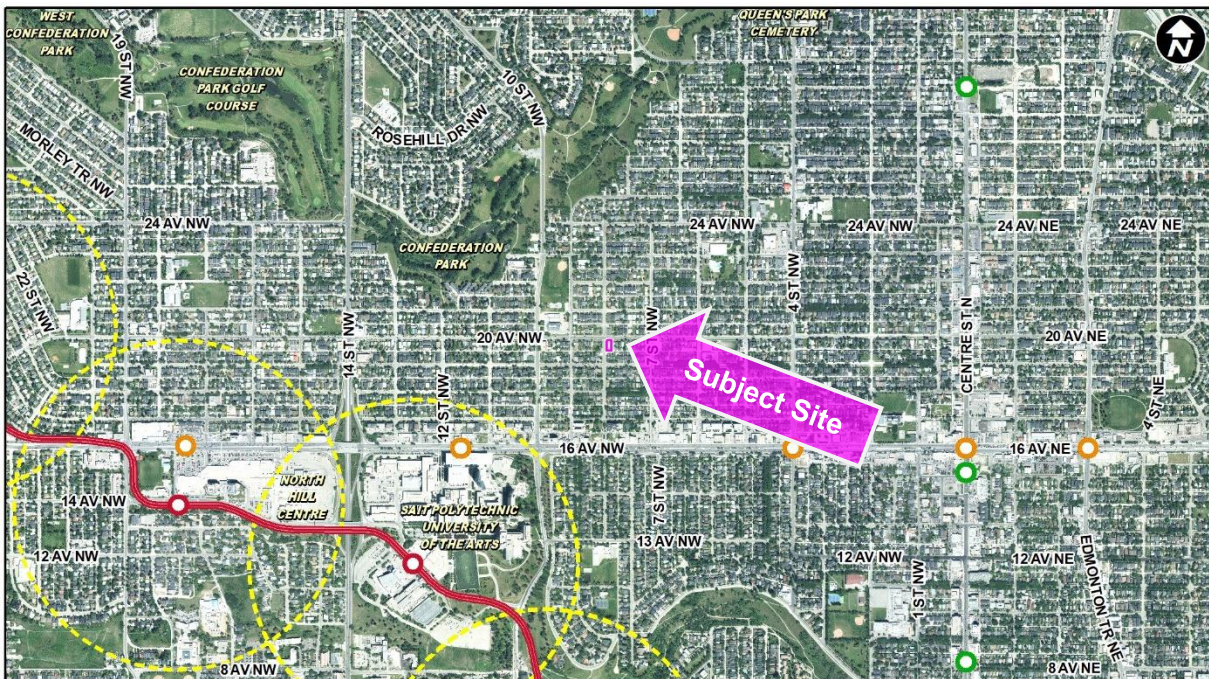 WEST
CONFEDERATION
PARK
19 ST NW
CONFEDERATION
PARK GOLF
COURSE
10 ST NW
QUEEN'S PARK
CEMETERY
N
MORLEY TR NW
ROSEHILL DR NW
24 AV NW
24 AV NW
24 AV NW
24 AV NE
24 AV NE
CONFEDERATION
PARK
22 ST NW
14 ST NW
20 AV NW
7 ST NW
4 ST NW
CENTRE ST N
20 AV NE
Subject Site
12 ST NW
4 ST NE
16 AV NW
16 AV NE
14 AV NW
NORTH
HILL
CENTRE
SAIT POLYTECHNIC
UNIVERSITY
OF THE ARTS
7 ST NW
13 AV NW
12 AV NW
12 AV NW
12 AV NE
1 ST NW
EDMONTON TR NE
8 AV NW
8 AV NE